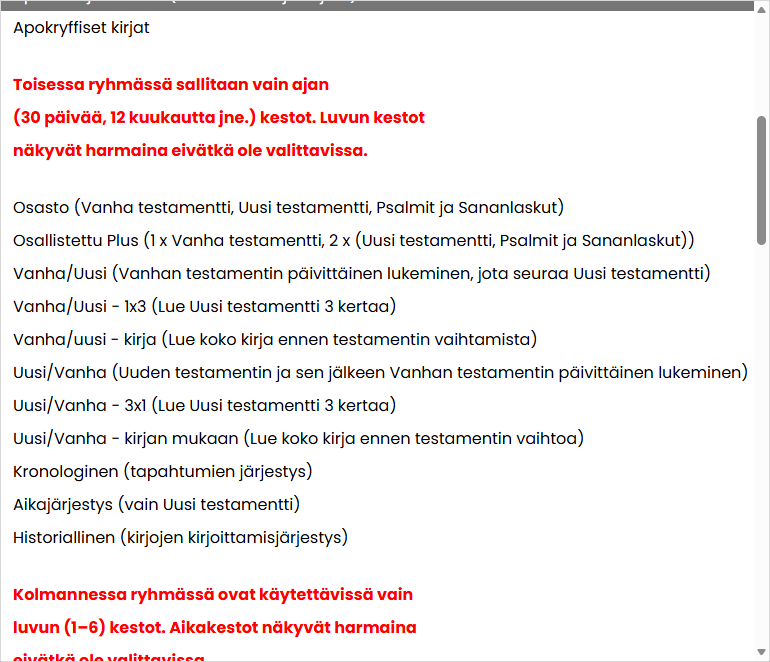 Apokryffiset kirjat
Toisessa ryhmässä sallitaan vain ajan
(30 päivää, 12 kuukautta jne.) kestot. Luvun kestot
näkyvät harmaina eivätkä ole valittavissa.
Osasto (Vanha testamentti, Uusi testamentti, Psalmit ja Sananlaskut)
Osallistettu Plus (1 x Vanha testamentti, 2 x (Uusi testamentti, Psalmit ja Sananlaskut))
Vanha/Uusi (Vanhan testamentin päivittäinen lukeminen, jota seuraa Uusi testamentti)
Vanha/Uusi - 1x3 (Lue Uusi testamentti 3 kertaa)
Vanha/uusi - kirja (Lue koko kirja ennen testamentin vaihtamista)
Uusi/Vanha (Uuden testamentin ja sen jälkeen Vanhan testamentin päivittäinen lukeminen)
Uusi/Vanha - 3x1 (Lue Uusi testamentti 3 kertaa)
Uusi/Vanha - kirjan mukaan (Lue koko kirja ennen testamentin vaihtoa)
Kronologinen (tapahtumien järjestys)
Aikajärjestys (vain Uusi testamentti)
Historiallinen (kirjojen kirjoittamisjärjestys)
Kolmannessa ryhmässä ovat käytettävissä vain
luvun (1–6) kestot. Aikakestot näkyvät harmaina
eivätkä ole valittavissa.